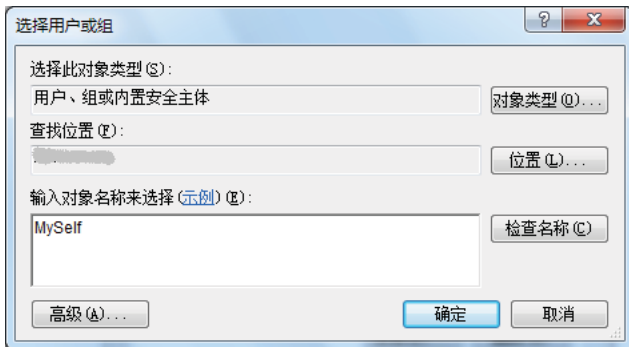 选择用户或组
选择此对象类型(S):
用户、组或内置安全主体
对象类型(O)...
查找位置(F):
位置(L)...
输入对象名称来选择(示例)(E):
MySelf
检查名称(C)
高级(A)...
确定
取消